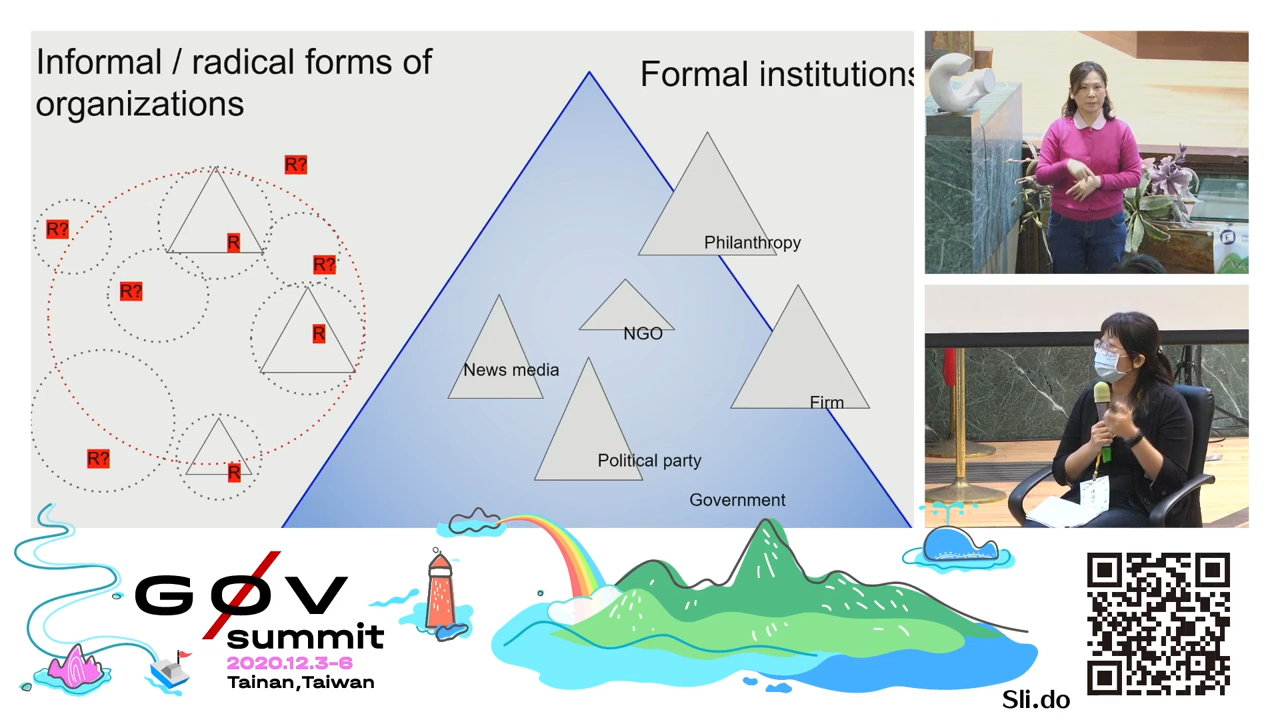 Informal / radical forms of
organizations
Formal institutions
R?
R?
R
R?
R?
R
R?
R
Philanthropy
NGO
News media
Firm
Political party
Government
GØV
summit
2020.12.3-6
Tainan,Taiwan
Sli.do